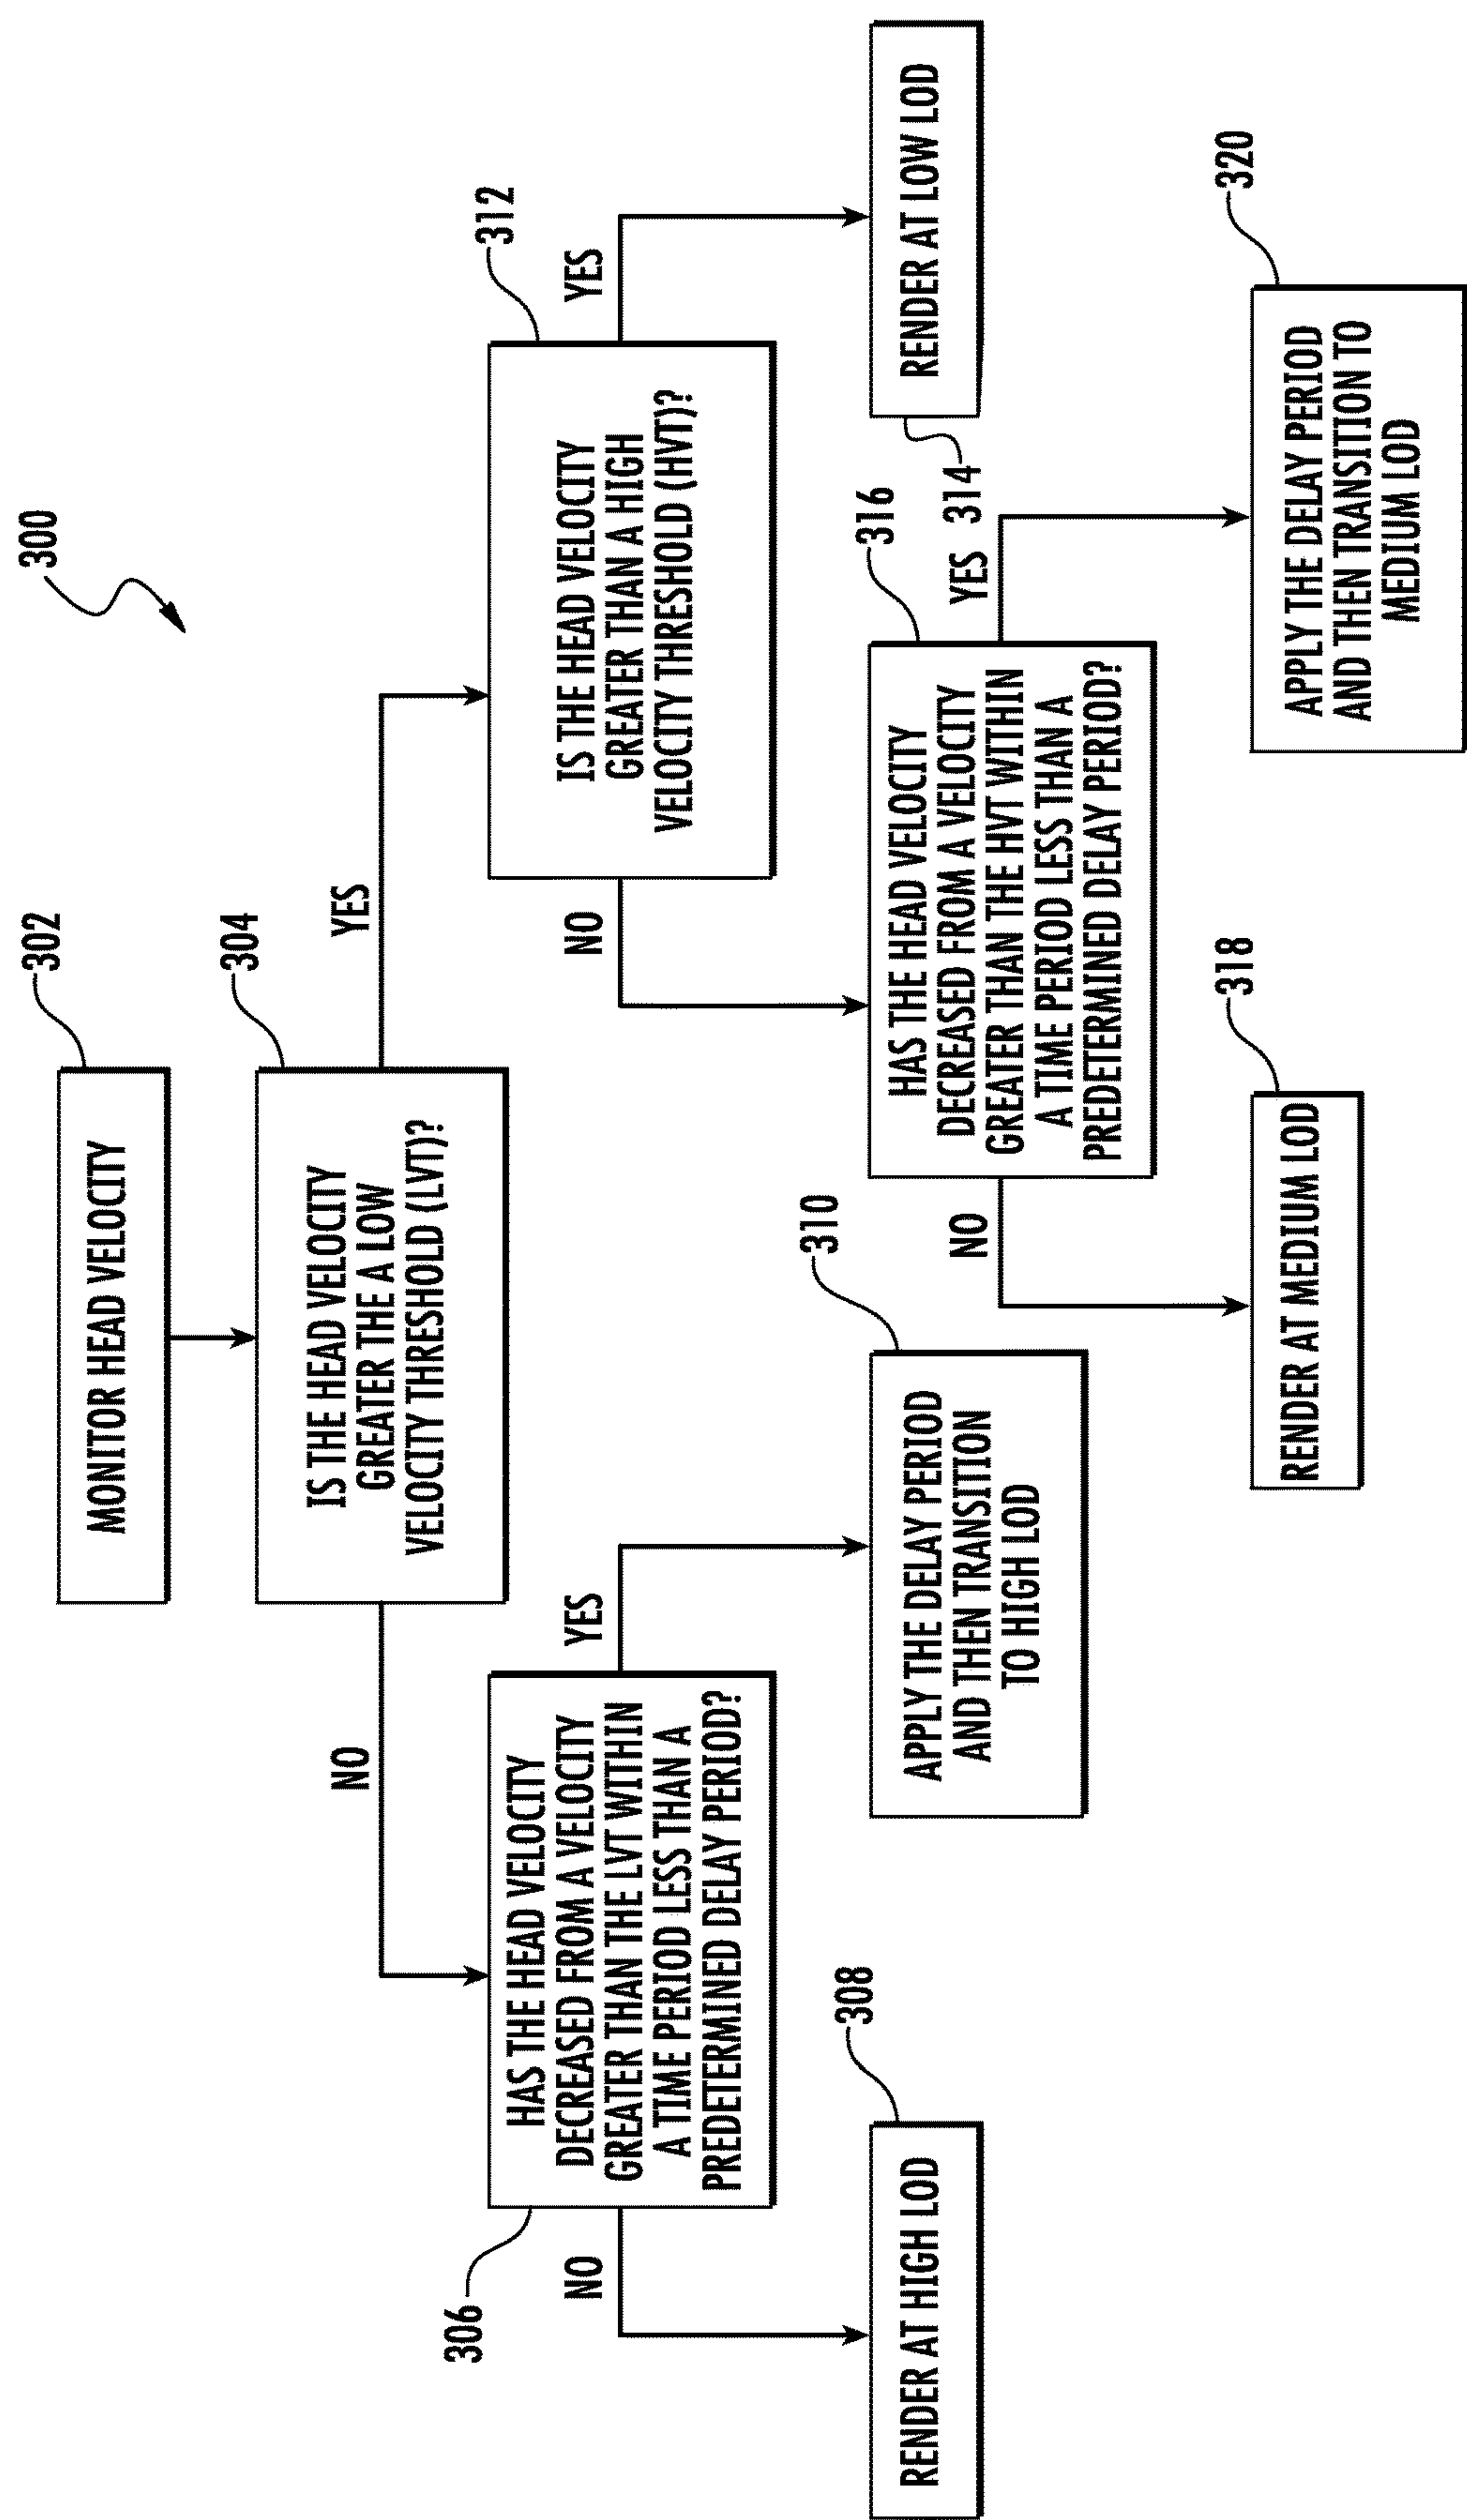 300
302
MONITOR HEAD VELOCITY
304
IS THE HEAD VELOCITY
GREATER THE A LOW
VELOCITY THRESHOLD (LVT)?
NO
YES
306
HAS THE HEAD VELOCITY
DECREASED FROM A VELOCITY
GREATER THAN THE LVT WITHIN
A TIME PERIOD LESS THAN A
PREDETERMINED DELAY PERIOD?
312
IS THE HEAD VELOCITY
GREATER THAN A HIGH
VELOCITY THRESHOLD (HVT)?
NO
YES
NO
YES
308
RENDER AT HIGH LOD
310
APPLY THE DELAY PERIOD
AND THEN TRANSITION
TO HIGH LOD
316
HAS THE HEAD VELOCITY
DECREASED FROM A VELOCITY
GREATER THAN THE HVT WITHIN
A TIME PERIOD LESS THAN A
PREDETERMINED DELAY PERIOD?
RENDER AT LOW LOD
314
NO
YES
318
RENDER AT MEDIUM LOD
320
APPLY THE DELAY PERIOD
AND THEN TRANSITION TO
MEDIUM LOD